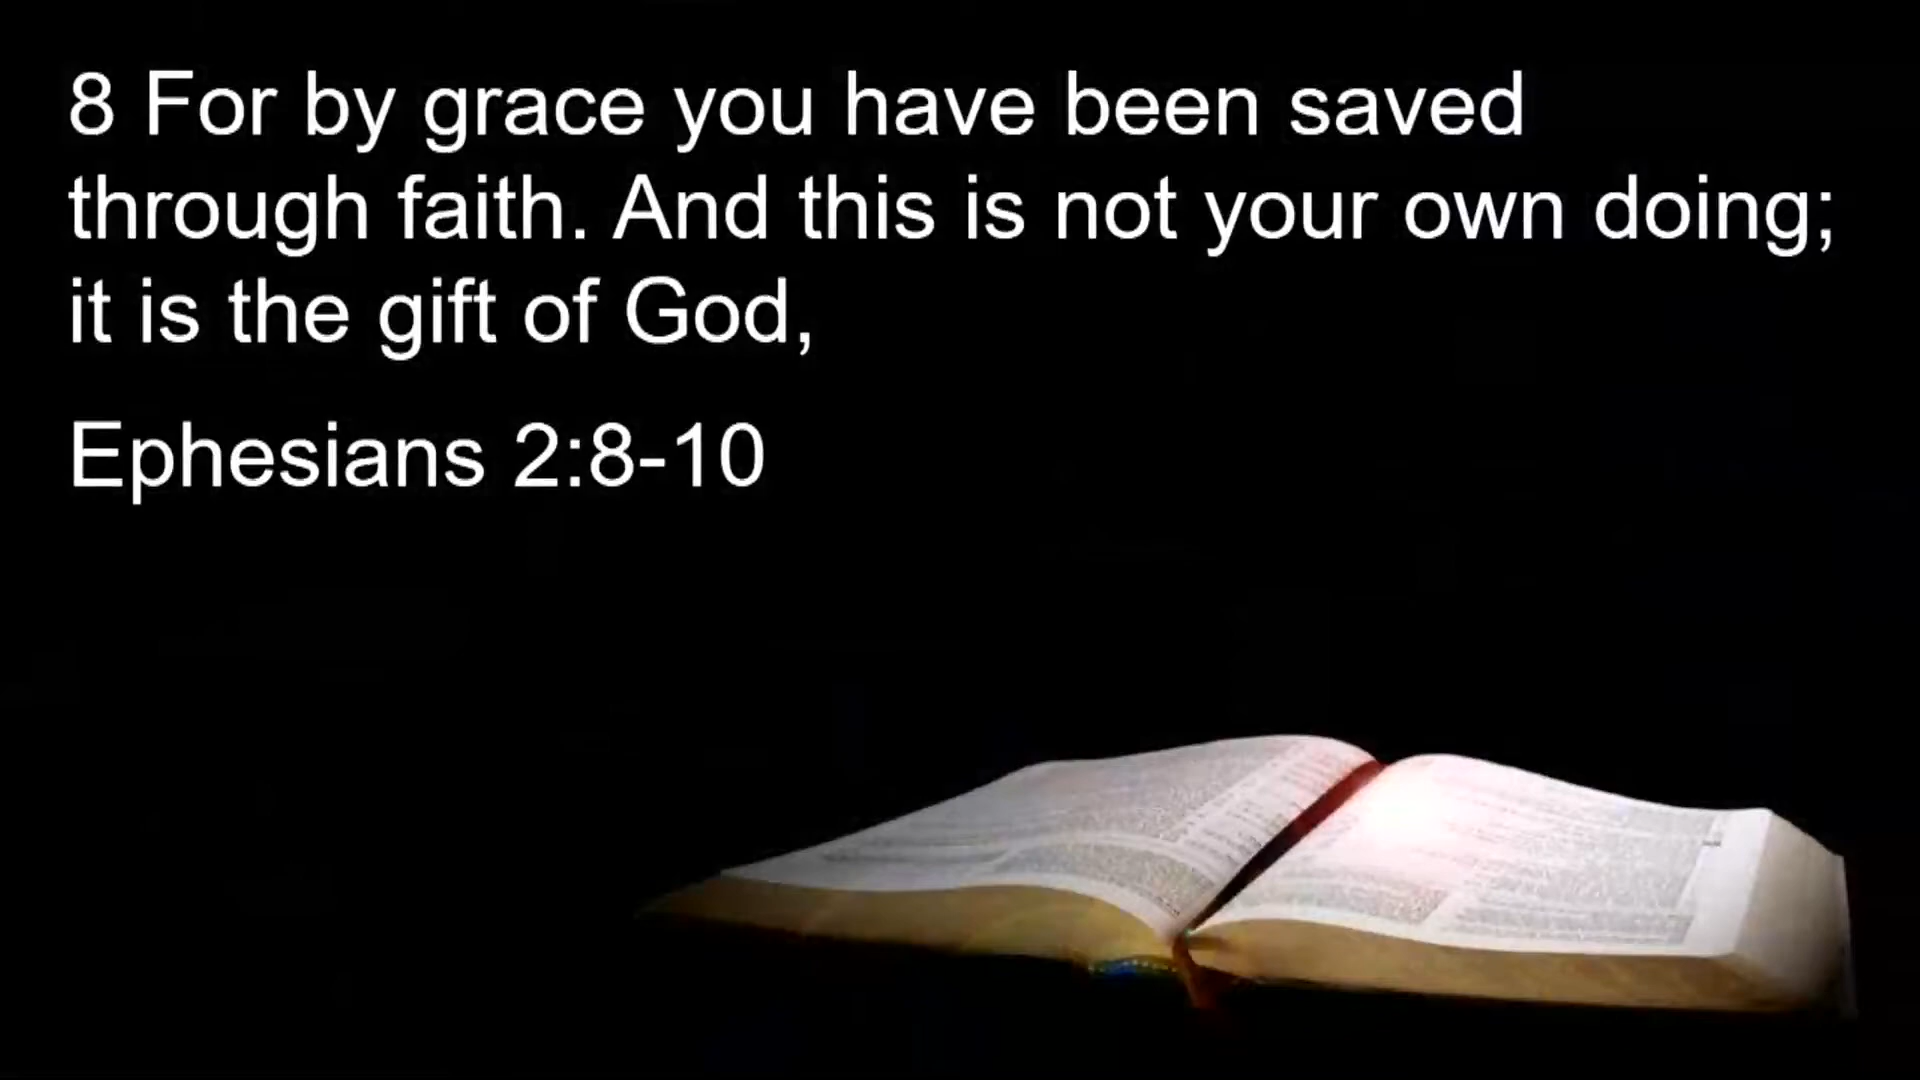 8 For by grace you have been saved
through faith. And this is not your own doing;
it is the gift of God,
Ephesians 2:8-10